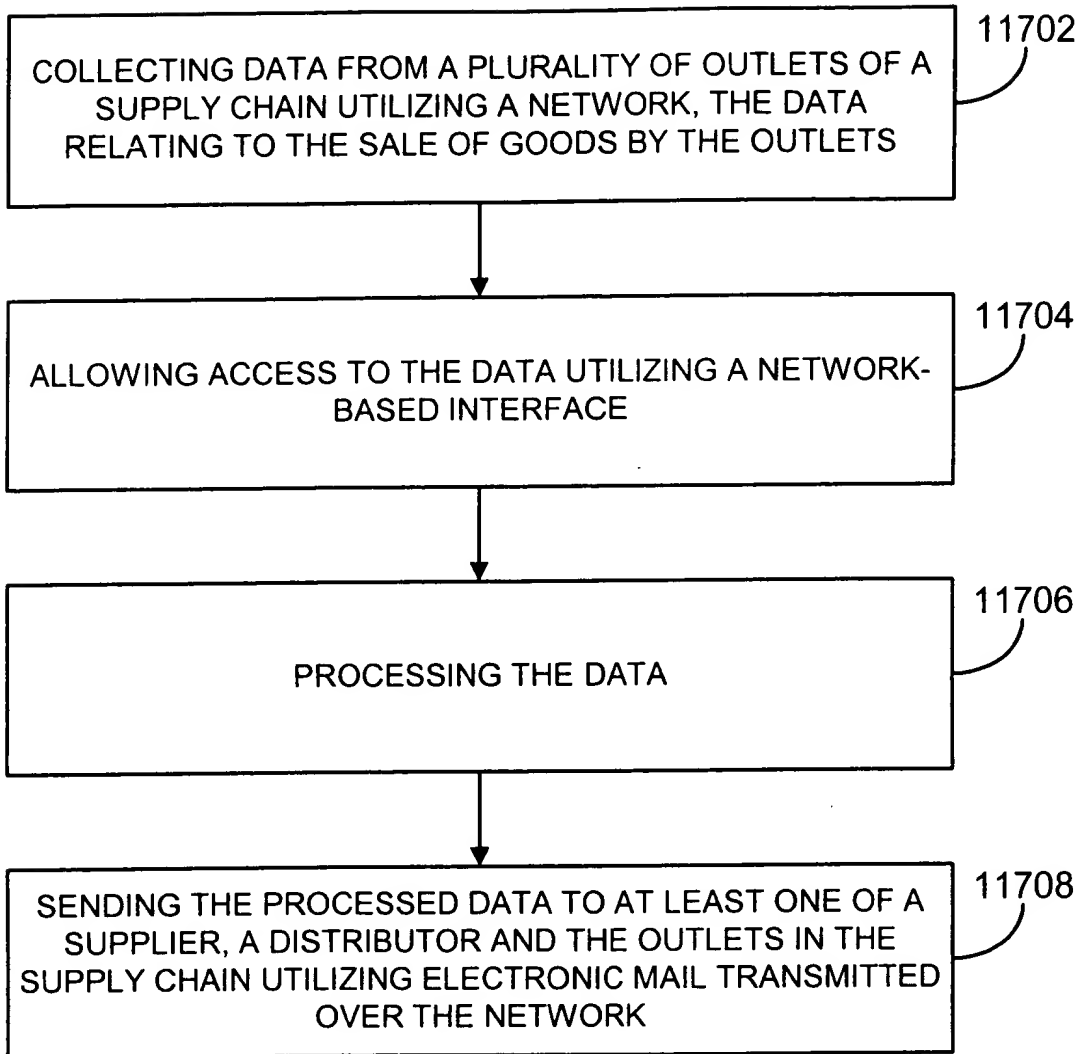 11702
COLLECTING DATA FROM A PLURALITY OF OUTLETS OF A
SUPPLY CHAIN UTILIZING A NETWORK, THE DATA
RELATING TO THE SALE OF GOODS BY THE OUTLETS
11704
ALLOWING ACCESS TO THE DATA UTILIZING A NETWORK-
BASED INTERFACE
11706
PROCESSING THE DATA
11708
SENDING THE PROCESSED DATA TO AT LEAST ONE OF A
SUPPLIER, A DISTRIBUTOR AND THE OUTLETS IN THE
SUPPLY CHAIN UTILIZING ELECTRONIC MAIL TRANSMITTED
OVER THE NETWORK